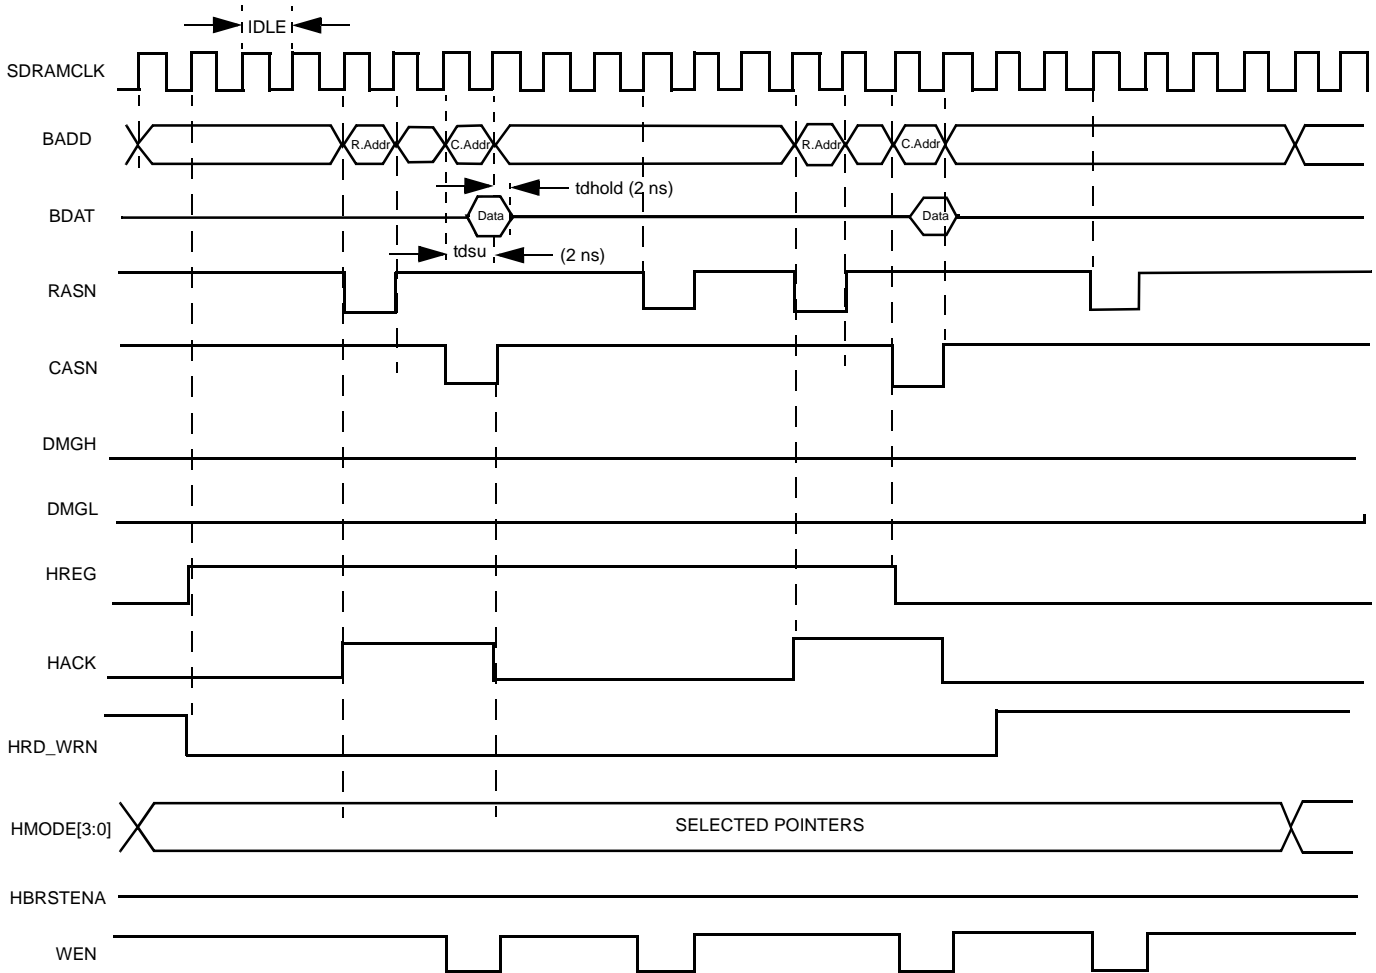 IDLE
SDRAMCLK
BADD
R.Addr
C.Addr
R.Addr
C.Addr
tdhold (2 ns)
BDAT
Data
Data
tdsu
(2 ns)
RASN
CASN
DMGH
DMGL
HREG
HACK
HRD_WRN
HMODE[3:0]
SELECTED POINTERS
HBRSTENA
WEN